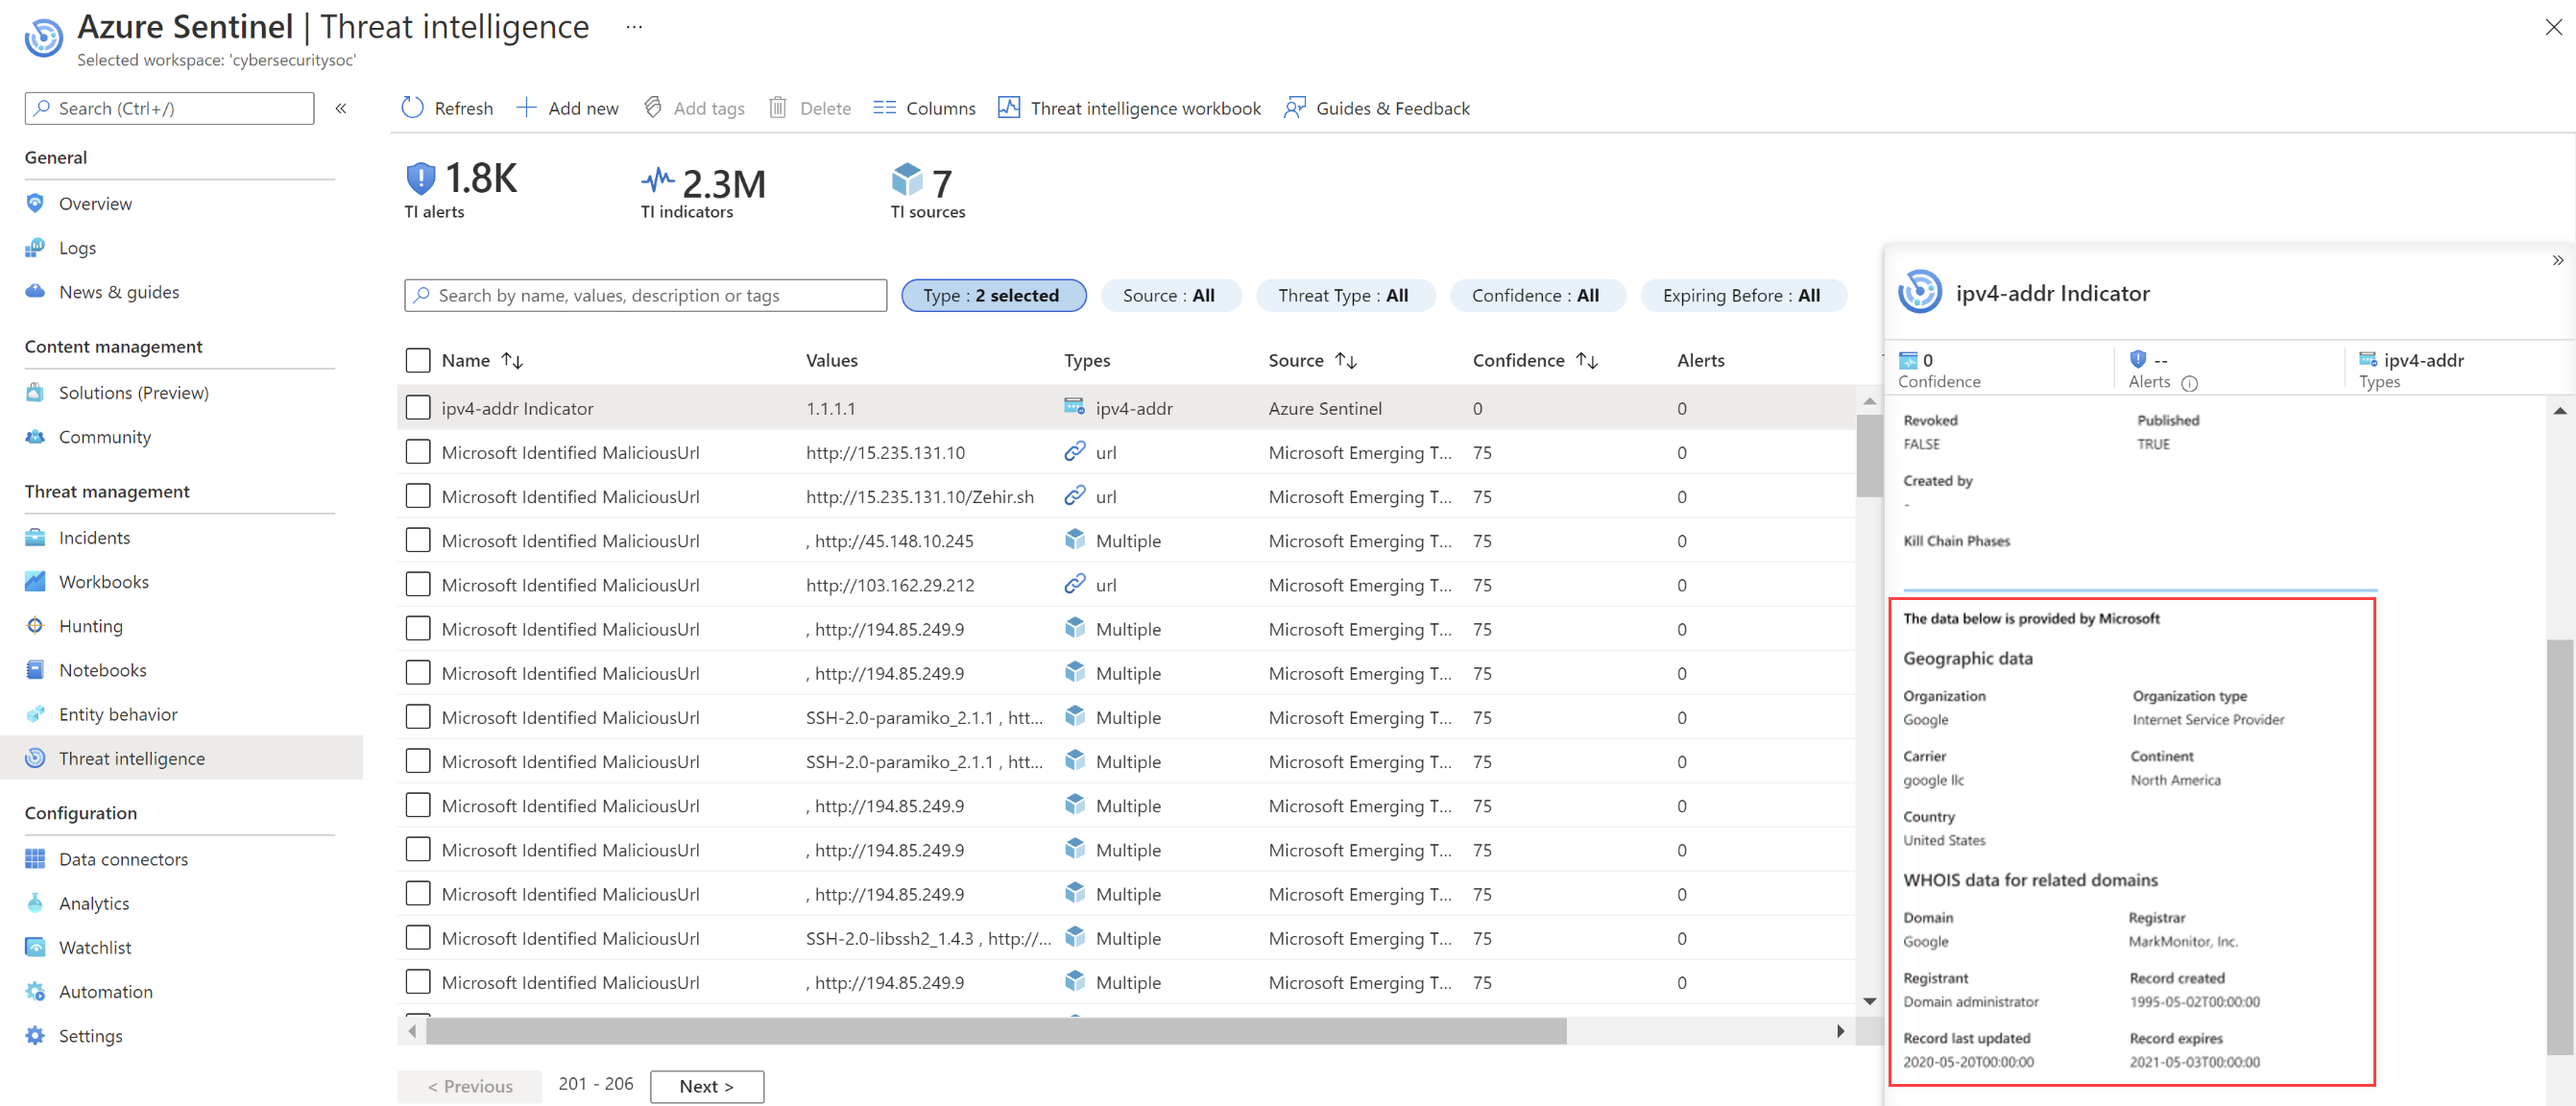 Azure Sentinel | Threat intelligence ...
Selected workspace: 'cybersecuritysoc'
Search (Ctrl+/)
«
General
Overview
Logs
News & guides
Content management
Solutions (Preview)
Community
Threat management
Incidents
Workbooks
Hunting
Notebooks
Entity behavior
Threat intelligence
Configuration
Data connectors
Analytics
Watchlist
Automation
Settings
Refresh Add new Add tags Delete Columns Threat intelligence workbook Guides & Feedback
1.8K 2.3M 7
TI alerts TI indicators TI sources
Search by name, values, description or tags Type : 2 selected Source : All Threat Type : All Confidence : All Expiring Before : All
Name ↑↓ Values Types Source ↑↓ Confidence ↑↓ Alerts
ipv4-addr Indicator 1.1.1.1 ipv4-addr Azure Sentinel 0 0
Microsoft Identified MaliciousUrl http://15.235.131.10 url Microsoft Emerging T... 75 0
Microsoft Identified MaliciousUrl http://15.235.131.10/Zehir.sh url Microsoft Emerging T... 75 0
Microsoft Identified MaliciousUrl , http://45.148.10.245 Multiple Microsoft Emerging T... 75 0
Microsoft Identified MaliciousUrl http://103.162.29.212 url Microsoft Emerging T... 75 0
Microsoft Identified MaliciousUrl , http://194.85.249.9 Multiple Microsoft Emerging T... 75 0
Microsoft Identified MaliciousUrl , http://194.85.249.9 Multiple Microsoft Emerging T... 75 0
Microsoft Identified MaliciousUrl SSH-2.0-paramiko_2.1.1 , htt... Multiple Microsoft Emerging T... 75 0
Microsoft Identified MaliciousUrl SSH-2.0-paramiko_2.1.1 , htt... Multiple Microsoft Emerging T... 75 0
Microsoft Identified MaliciousUrl , http://194.85.249.9 Multiple Microsoft Emerging T... 75 0
Microsoft Identified MaliciousUrl , http://194.85.249.9 Multiple Microsoft Emerging T... 75 0
Microsoft Identified MaliciousUrl , http://194.85.249.9 Multiple Microsoft Emerging T... 75 0
Microsoft Identified MaliciousUrl SSH-2.0-libssh2_1.4.3 , http://... Multiple Microsoft Emerging T... 75 0
Microsoft Identified MaliciousUrl , http://194.85.249.9 Multiple Microsoft Emerging T... 75 0
< Previous 201 - 206 Next >
»
ipv4-addr Indicator
0 -- ipv4-addr
Confidence Alerts Types
Revoked Published
FALSE TRUE
Created by
-
Kill Chain Phases
The data below is provided by Microsoft
Geographic data
Organization Organization type
Google Internet Service Provider
Carrier Continent
google llc North America
Country
United States
WHOIS data for related domains
Domain Registrar
Google MarkMonitor, Inc.
Registrant Record created
Domain administrator 1995-05-02T00:00:00
Record last updated Record expires
2020-05-20T00:00:00 2021-05-03T00:00:00